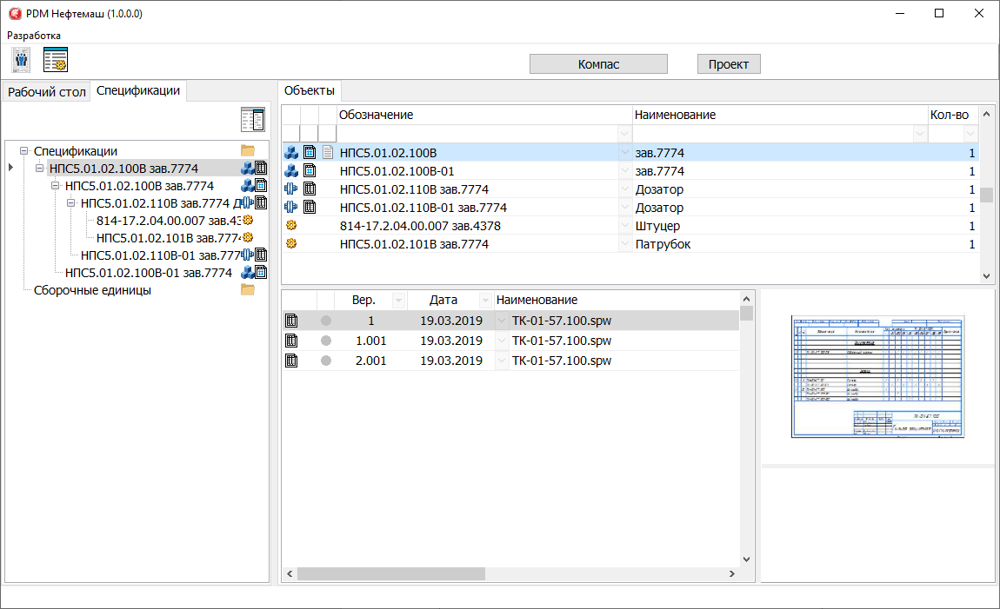 PDM Нефтемаш (1.0.0.0)
Разработка
Компас
Проект
Рабочий стол
Спецификации
Спецификации
НПС5.01.02.100В зав.7774
НПС5.01.02.100В зав.7774
НПС5.01.02.110В зав.7774 Д
814-17.2.04.00.007 зав.43
НПС5.01.02.101В зав.777
НПС5.01.02.110В-01 зав.777
НПС5.01.02.100В-01 зав.7774
Сборочные единицы
Объекты
Обозначение Наименование Кол-во
НПС5.01.02.100В зав.7774 1
НПС5.01.02.100В-01 зав.7774 1
НПС5.01.02.110В зав.7774 Дозатор 1
НПС5.01.02.110В-01 зав.7774 Дозатор 1
814-17.2.04.00.007 зав.4378 Штуцер 1
НПС5.01.02.101В зав.7774 Патрубок 1
Вер. Дата Наименование
1 19.03.2019 ТК-01-57.100.spw
1.001 19.03.2019 ТК-01-57.100.spw
2.001 19.03.2019 ТК-01-57.100.spw